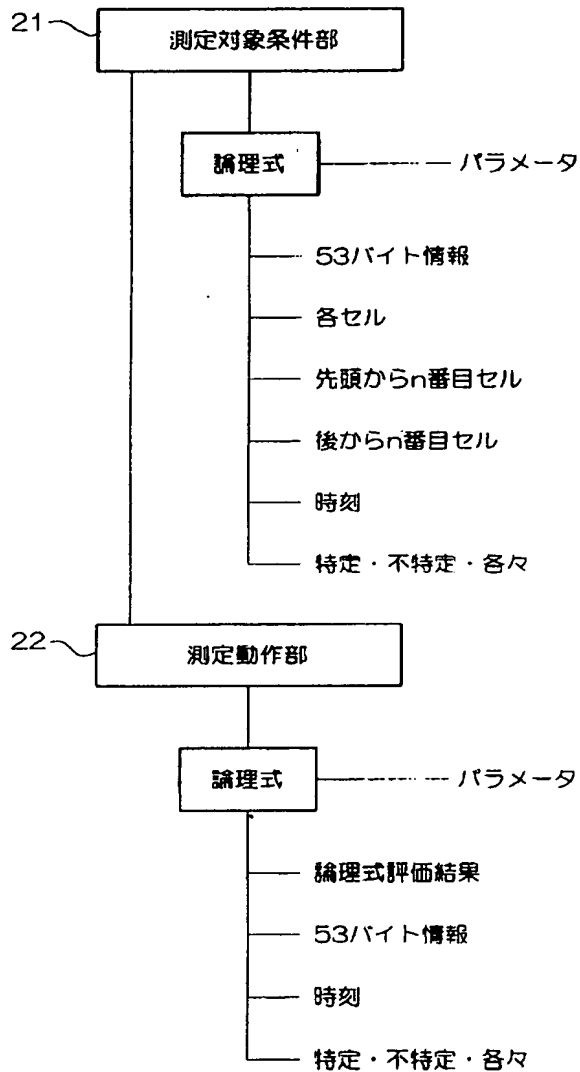 21
測定対象条件部
論理式
パラメータ
53バイト情報
各セル
先頭からn番目セル
後からn番目セル
時刻
特定・不特定・各々
22
測定動作部
論理式
パラメータ
論理式評価結果
53バイト情報
時刻
特定・不特定・各々